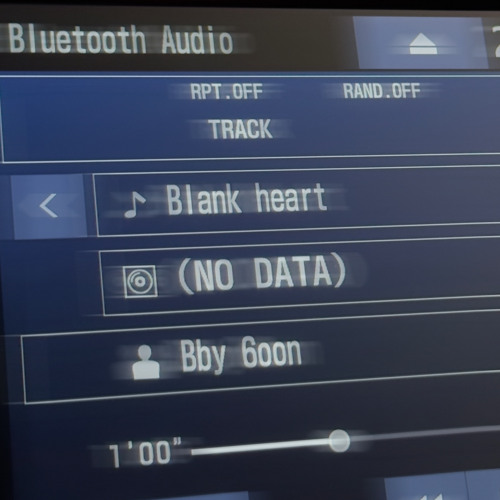 Bluetooth Audio
RPT.OFF RAND.OFF
TRACK
Blank heart
(NO DATA)
Bby 6oon
1'00"